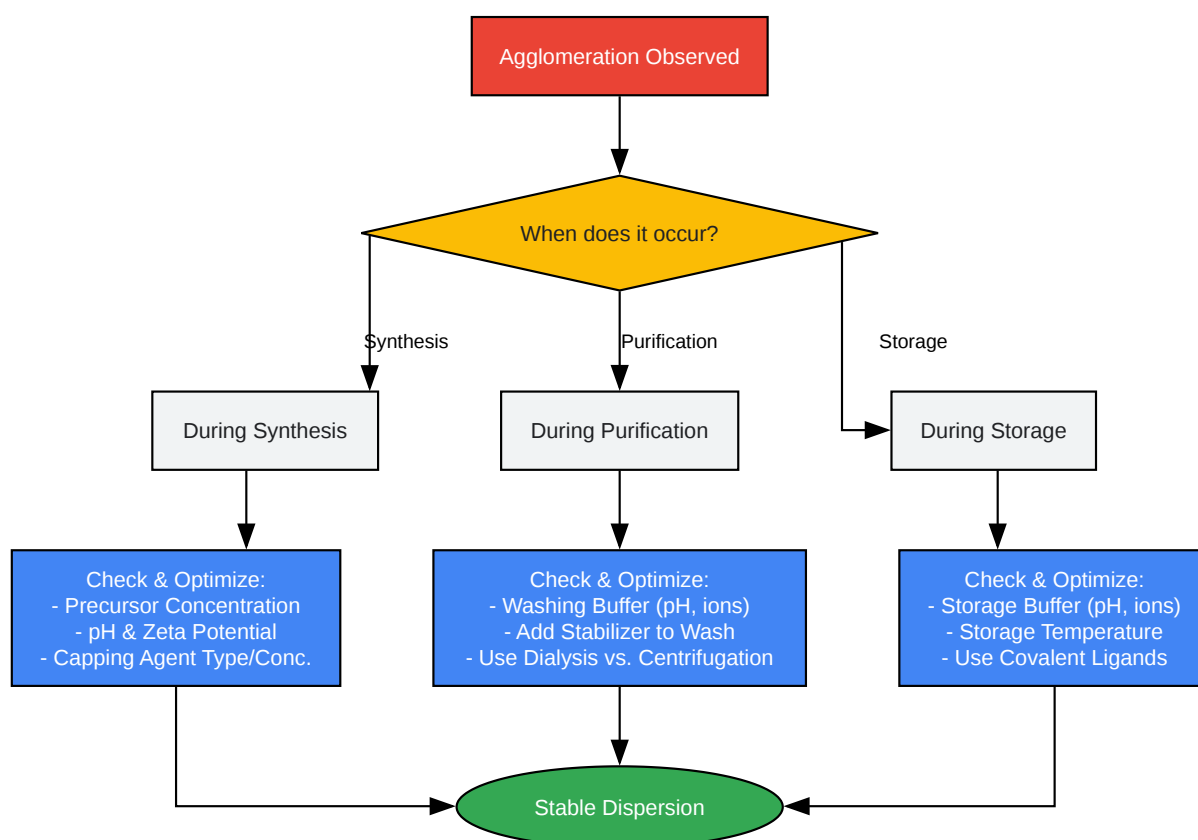 Agglomeration Observed
When does it occur?
Synthesis
Purification
Storage
During Synthesis
During Purification
During Storage
Check & Optimize:
- Precursor Concentration
- pH & Zeta Potential
- Capping Agent Type/Conc.
Check & Optimize:
- Washing Buffer (pH, ions)
- Add Stabilizer to Wash
- Use Dialysis vs. Centrifugation
Check & Optimize:
- Storage Buffer (pH, ions)
- Storage Temperature
- Use Covalent Ligands
Stable Dispersion